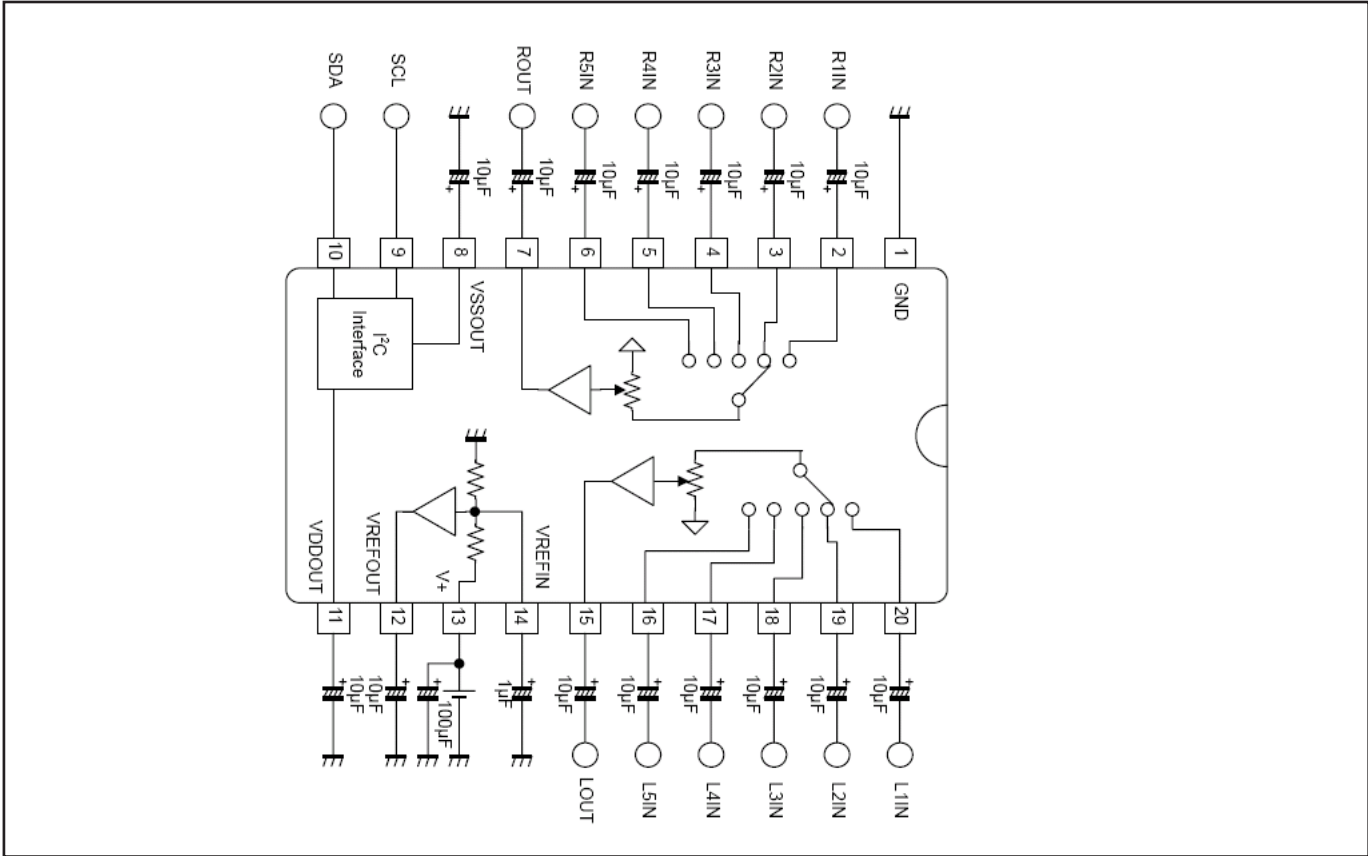 SDA
SCL
ROUT
R5IN
R4IN
R3IN
R2IN
R1IN
10µF
10µF
10µF
10µF
10µF
10µF
10µF
+
+
+
+
+
+
+
10
9
8
7
6
5
4
3
2
1
VSSOUT
GND
I²C
Interface
VDDOUT
VREFOUT
V+
VREFIN
11
12
13
14
15
16
17
18
19
20
+
+
+
+
+
+
+
+
+
+
10µF
10µF
100µF
1µF
10µF
10µF
10µF
10µF
10µF
10µF
LOUT
L5IN
L4IN
L3IN
L2IN
L1IN